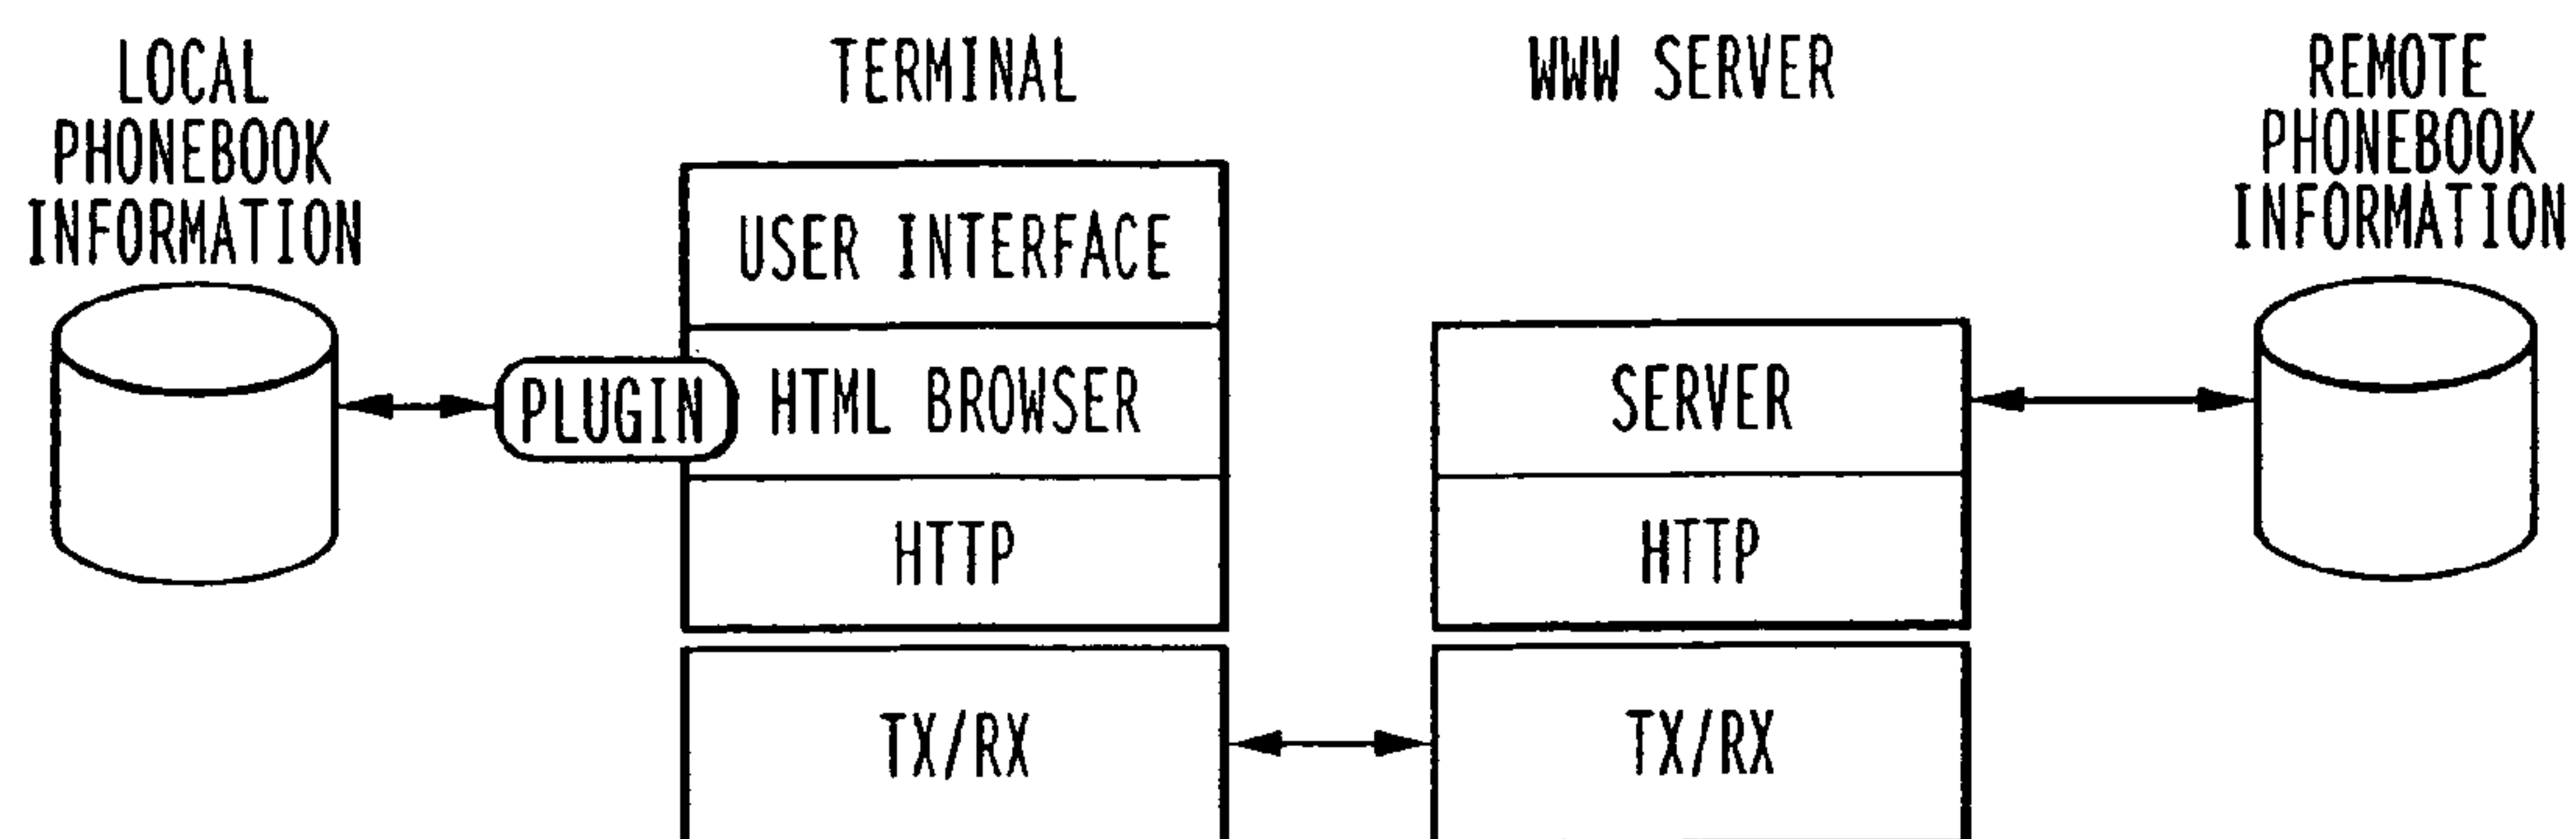 LOCAL
PHONEBOOK
INFORMATION
TERMINAL
WWW SERVER
REMOTE
PHONEBOOK
INFORMATION
USER INTERFACE
PLUGIN
HTML BROWSER
HTTP
TX/RX
SERVER
HTTP
TX/RX